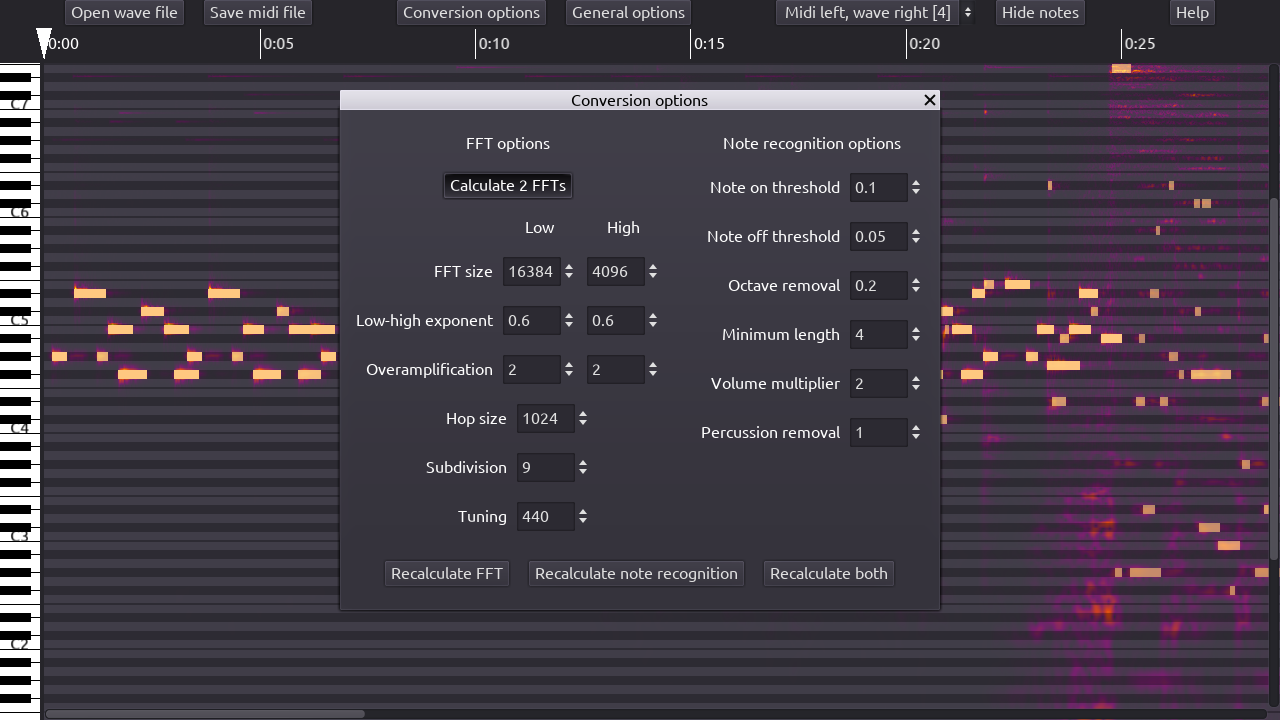 Open wave file Save midi file Conversion options General options Midi left, wave right [4] Hide notes Help
0:00 0:05 0:10 0:15 0:20 0:25
Conversion options
FFT options Note recognition options
Calculate 2 FFTs
Note on threshold 0.1
Low High
Note off threshold 0.05
FFT size 16384 4096
Octave removal 0.2
Low-high exponent 0.6 0.6
Minimum length 4
Overamplification 2 2
Volume multiplier 2
Hop size 1024
Percussion removal 1
Subdivision 9
Tuning 440
Recalculate FFT Recalculate note recognition Recalculate both
C7
C6
C5
C4
C3
C2